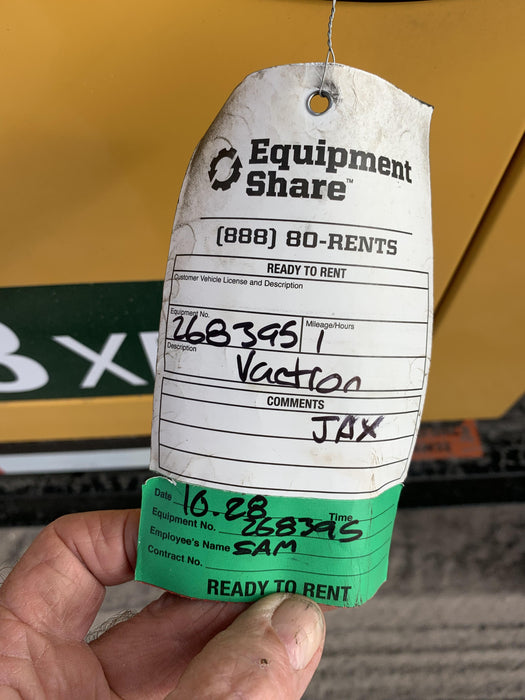 Equipment
Share™
(888) 80-RENTS
READY TO RENT
Customer Vehicle License and Description
Equipment No. Mileage/Hours
268395 1
Description
Vaction
COMMENTS
JAX
Date 10.28 Time
Equipment No. 268395
Employee's Name SAM
Contract No.
READY TO RENT